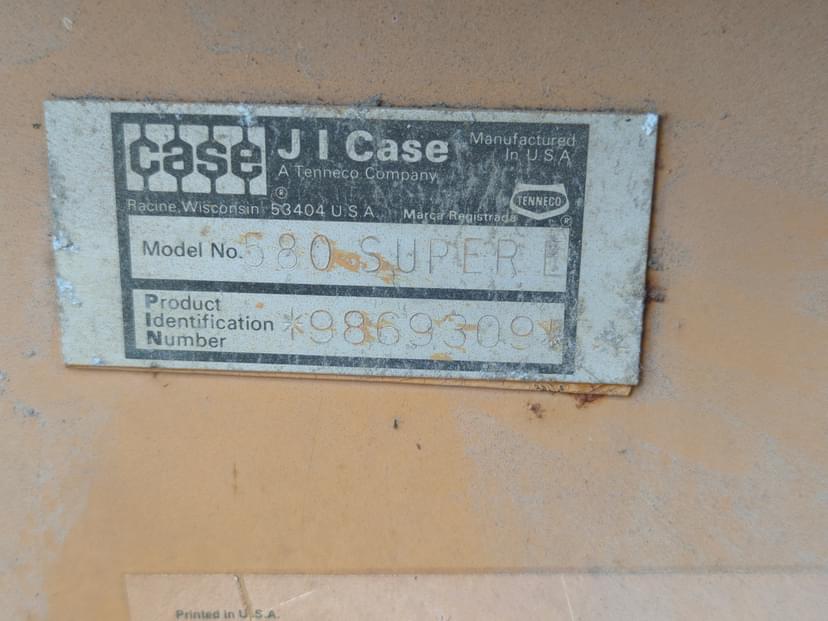 case
J I Case
Manufactured
In U.S.A
A Tenneco Company
®
Racine, Wisconsin 53404 U.S.A.
Marca Registrada
TENNECO
®
Model No. 580 SUPER E
Product
Identification
Number
*9869309*
Printed in U.S.A.